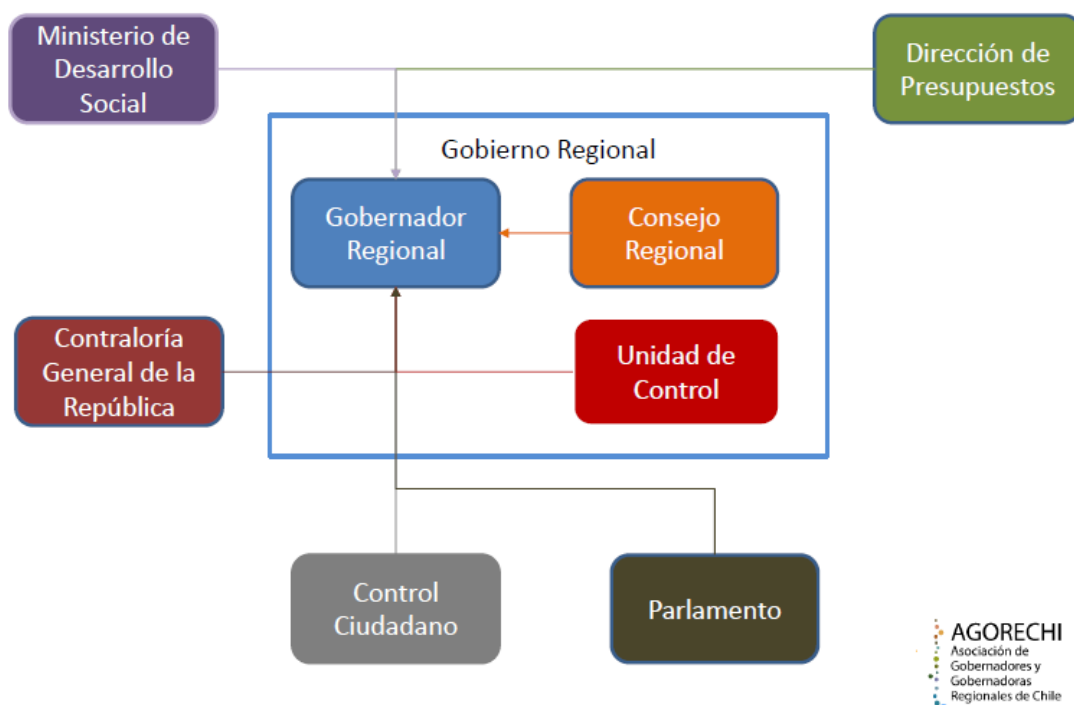 Ministerio de
Desarrollo
Social
Dirección de
Presupuestos
Gobierno Regional
Gobernador
Regional
Consejo
Regional
Contraloría
General de la
República
Unidad de
Control
Control
Ciudadano
Parlamento
AGORECHI
Asociación de
Gobernadores y
Gobernadoras
Regionales de Chile